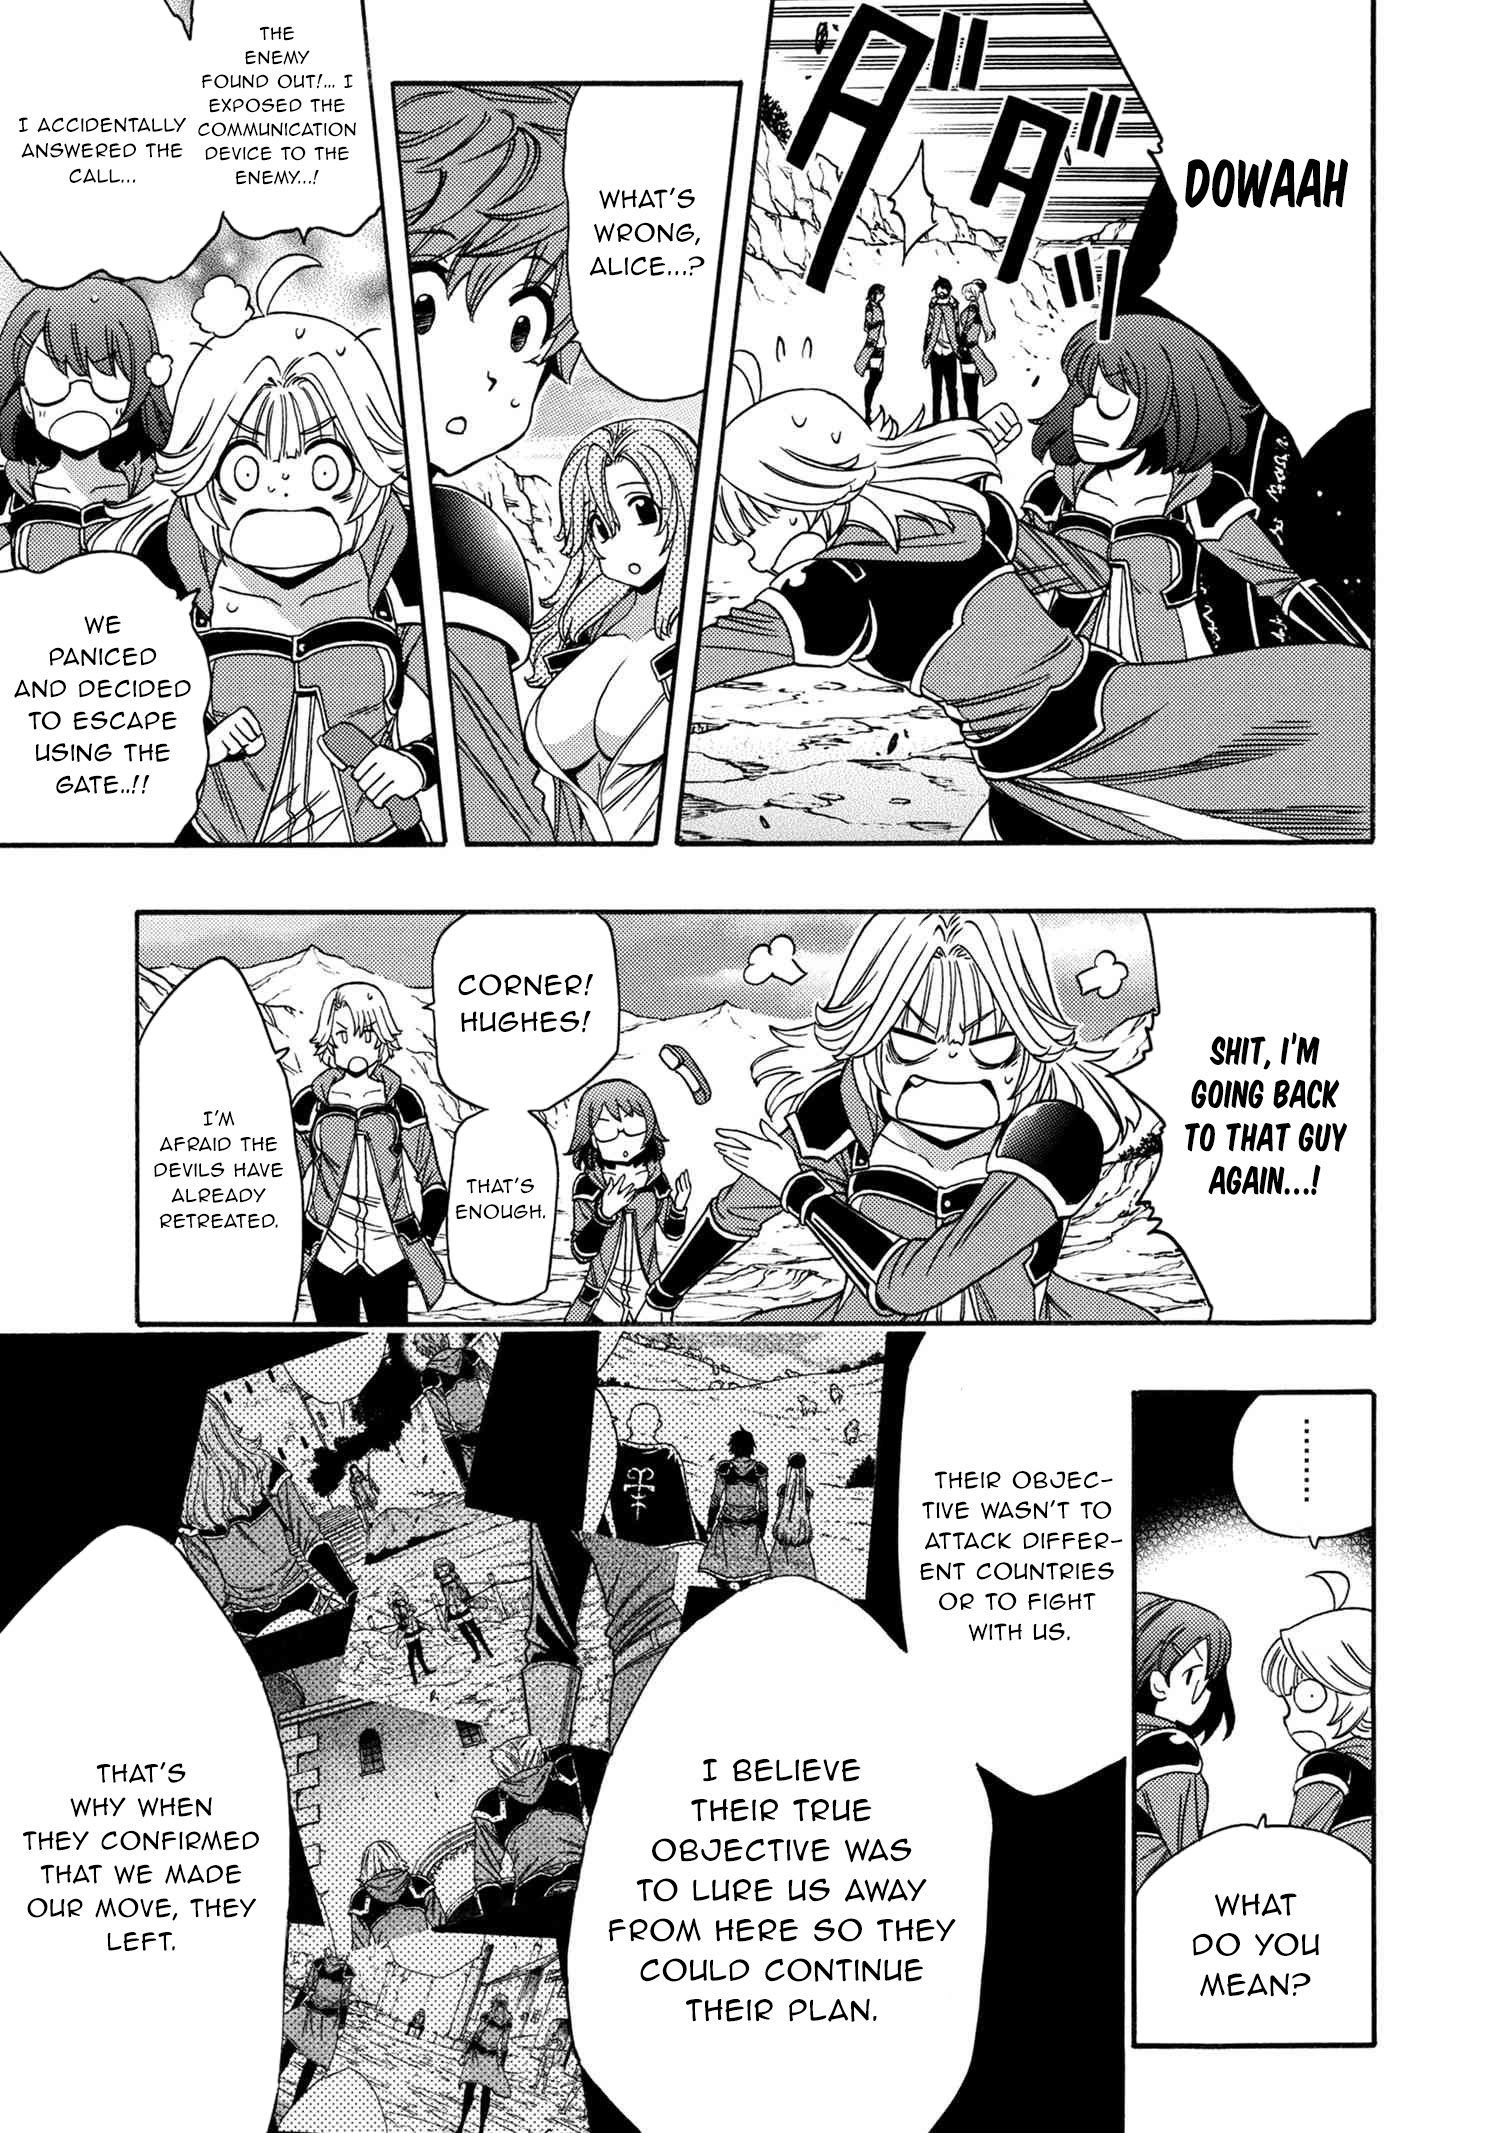 DOWAAH
ダダ
WHAT'S
WRONG,
ALICE...?
THE
ENEMY
FOUND OUT!... I
EXPOSED THE
COMMUNICATION
DEVICE TO THE
ENEMY...!
I ACCIDENTALLY
ANSWERED THE
CALL...
WE
PANICED
AND DECIDED
TO ESCAPE
USING THE
GATE..!!
SHIT, I'M
GOING BACK
TO THAT GUY
AGAIN...!
CORNER!
HUGHES!
THAT'S
ENOUGH.
I'M
AFRAID THE
DEVILS HAVE
ALREADY
RETREATED.
.........
WHAT
DO YOU
MEAN?
THEIR OBJEC-
TIVE WASN'T TO
ATTACK DIFFER-
ENT COUNTRIES
OR TO FIGHT
WITH US.
I BELIEVE
THEIR TRUE
OBJECTIVE WAS
TO LURE US AWAY
FROM HERE SO THEY
COULD CONTINUE
THEIR PLAN.
THAT'S
WHY WHEN
THEY CONFIRMED
THAT WE MADE
OUR MOVE, THEY
LEFT.